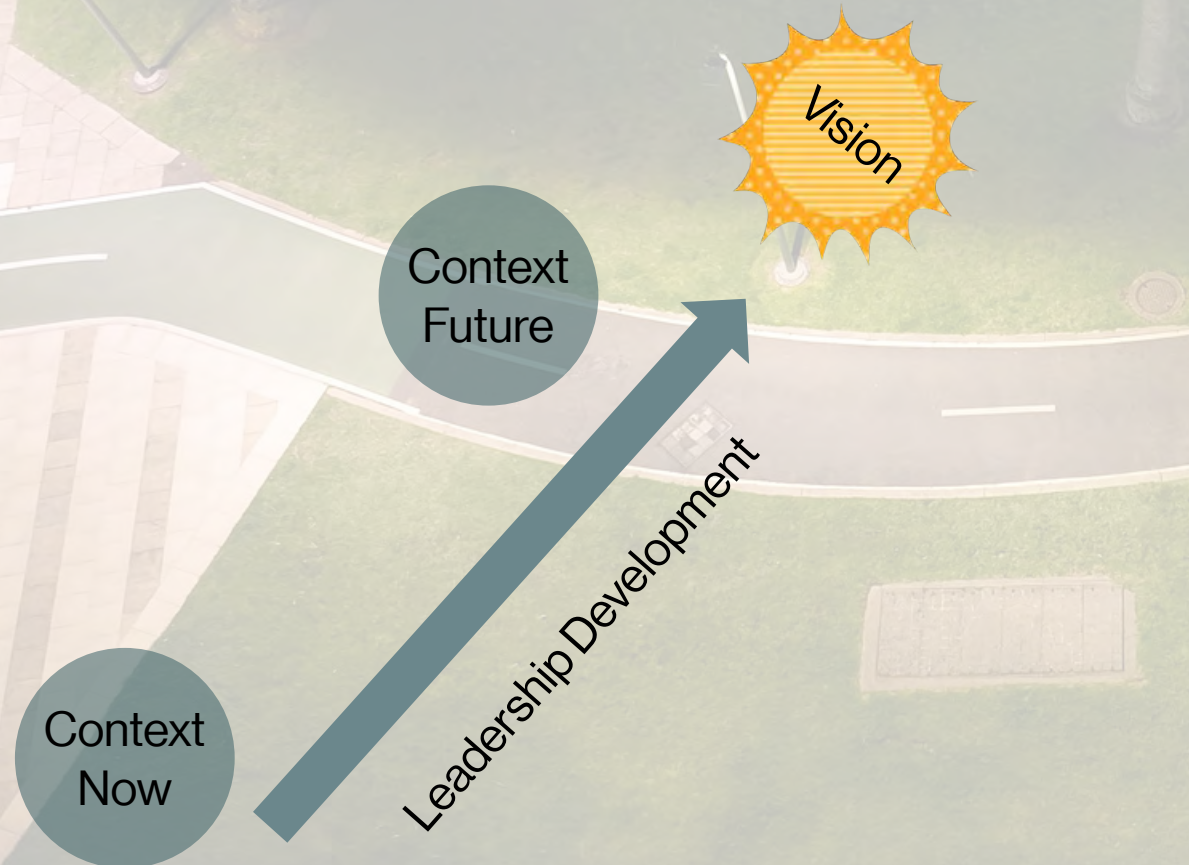 Vision
Context
Future
Leadership Development
Context
Now